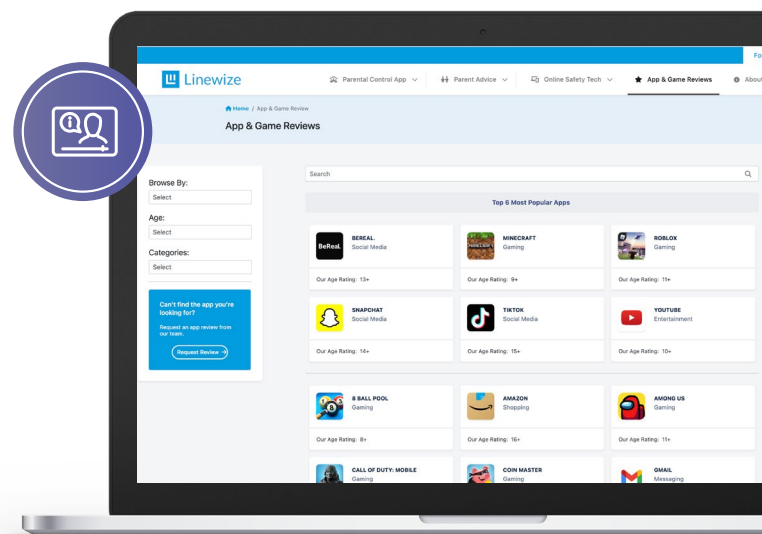 Fo
Linewize
Parental Control App
Parent Advice
Online Safety Tech
App & Game Reviews
About
Home / App & Game Review
App & Game Reviews
Search
Browse By:
Select
Age:
Select
Categories:
Select
Can't find the app you're
looking for?
Request an app review from
our team.
Request Review
Top 6 Most Popular Apps
BeReal.
BEREAL.
Social Media
Our Age Rating: 13+
MINECRAFT
MINECRAFT
Gaming
Our Age Rating: 9+
ROBLOX
Gaming
Our Age Rating: 11+
SNAPCHAT
Social Media
Our Age Rating: 14+
TIKTOK
Social Media
Our Age Rating: 15+
YOUTUBE
Entertainment
Our Age Rating: 10+
8
8 BALL POOL
Gaming
Our Age Rating: 8+
AMAZON
Shopping
Our Age Rating: 16+
AMONG US
Gaming
Our Age Rating: 11+
CALL OF DUTY: MOBILE
Gaming
COIN MASTER
Gaming
GMAIL
Messaging